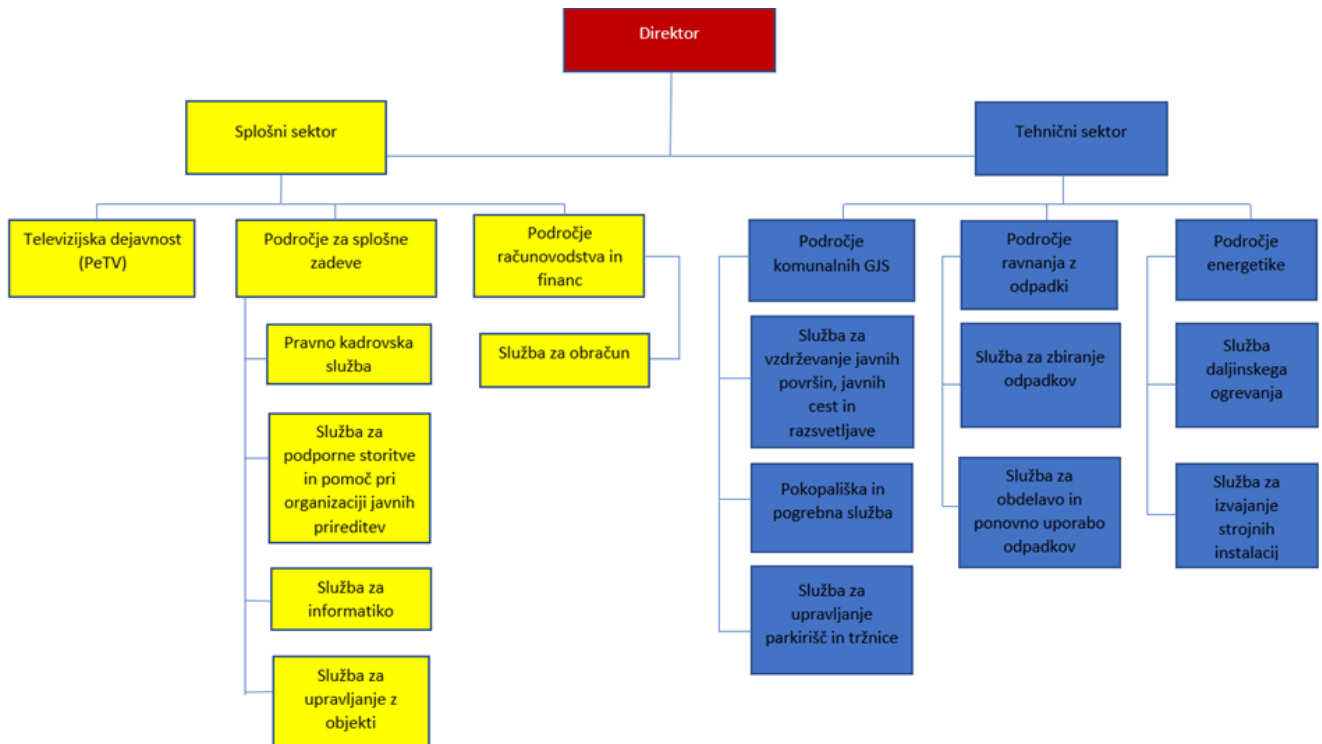 Direktor
Splošni sektor
Tehnični sektor
Televizijska dejavnost
(PeTV)
Področje za splošne
zadeve
Področje
računovodstva in
financ
Področje
komunalnih GJS
Področje
ravnanja z
odpadki
Področje
energetike
Pravno kadrovska
služba
Služba za
podporne storitve
in pomoč pri
organizaciji javnih
prireditev
Služba za
informatiko
Služba za
upravljanje z
objekti
Služba za obračun
Služba za
vzdrževanje javnih
površin, javnih
cest in
razsvetljave
Pokopališka in
pogrebna služba
Služba za
upravljanje
parkirišč in tržnice
Služba za zbiranje
odpadkov
Služba za
obdelavo in
ponovno uporabo
odpadkov
Služba
daljinskega
ogrevanja
Služba za
izvajanje
strojnih
instalacij